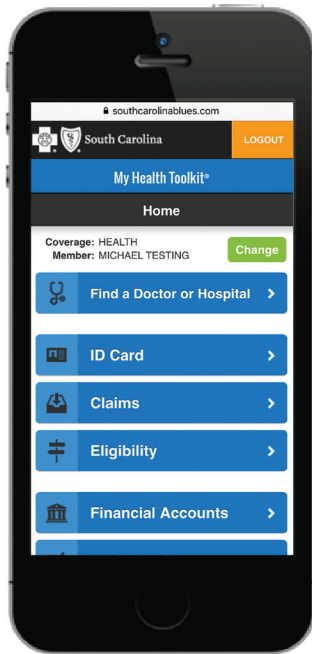 southcarolinablues.com
South Carolina
LOGOUT
My Health Toolkit®
Home
Coverage: HEALTH
Member: MICHAEL TESTING
Change
Find a Doctor or Hospital
ID Card
Claims
Eligibility
Financial Accounts